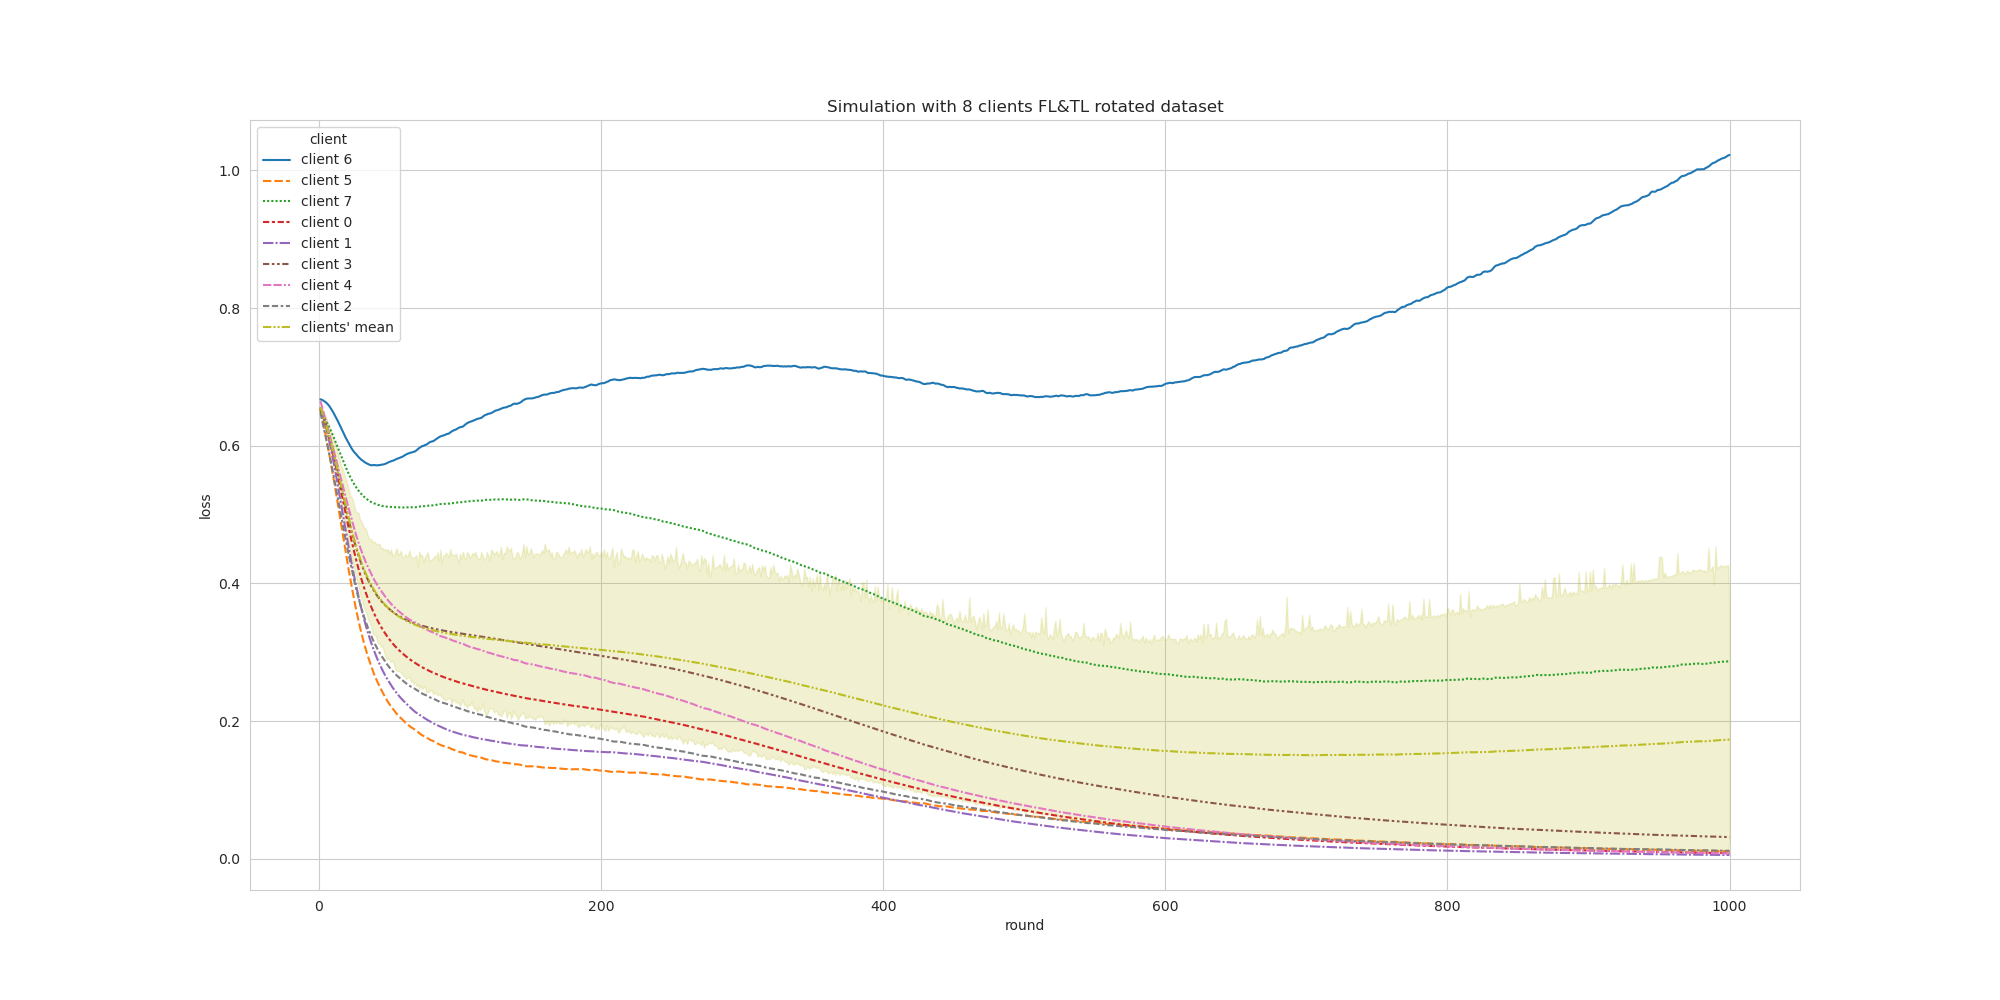 Simulation with 8 clients FL&TL rotated dataset
client
client 6
client 5
client 7
client 0
client 1
client 3
client 4
client 2
clients' mean
loss
1.0
0.8
0.6
0.4
0.2
0.0
0 200 400 600 800 1000
round